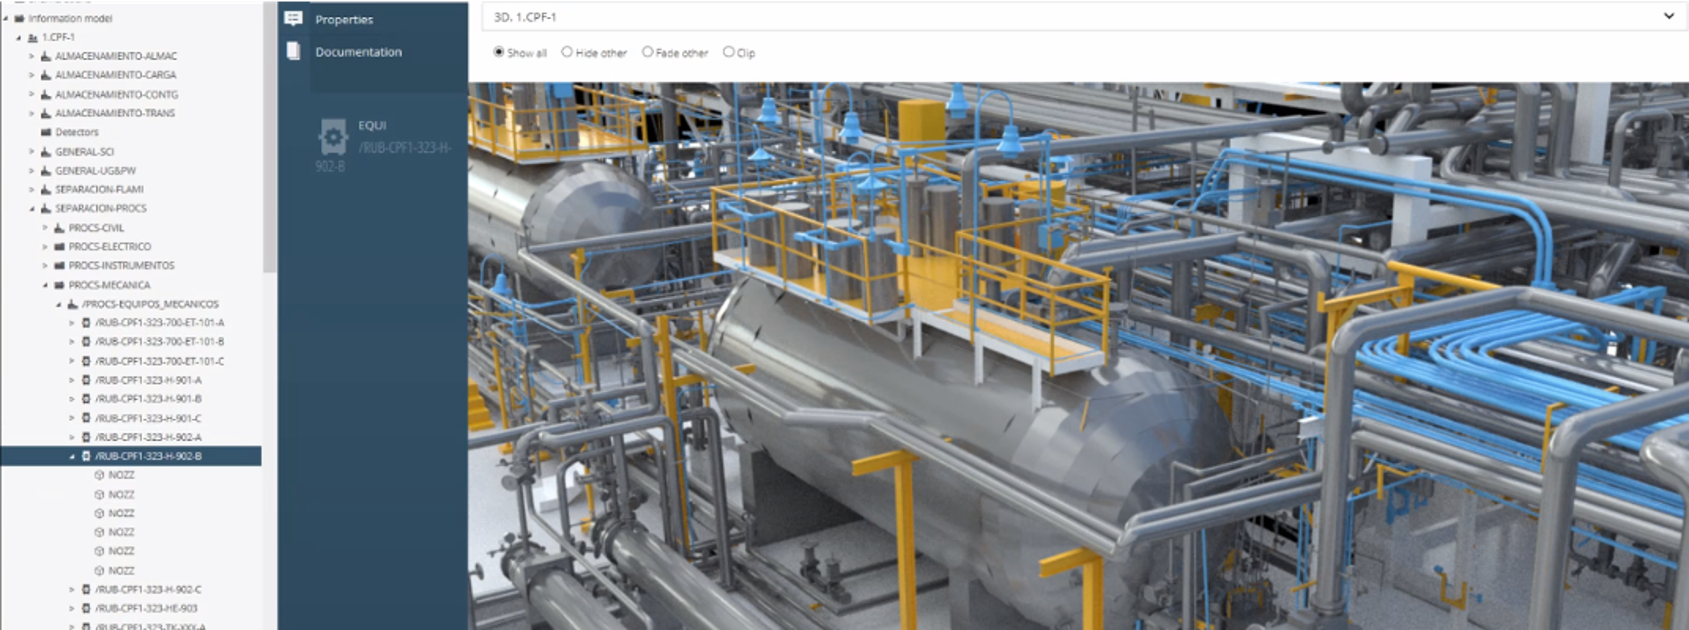 Information model
1.CPF-1
ALMACENAMIENTO-ALMAC
ALMACENAMIENTO-CARGA
ALMACENAMIENTO-CONTG
ALMACENAMIENTO-TRANS
Detectors
GENERAL-SCI
GENERAL-UG&PW
SEPARACION-FLAMI
SEPARACION-PROCS
PROCS-CIVIL
PROCS-ELECTRICO
PROCS-INSTRUMENTOS
PROCS-MECANICA
/PROCS-EQUIPOS_MECANICOS
/RUB-CPF1-323-700-ET-101-A
/RUB-CPF1-323-700-ET-101-B
/RUB-CPF1-323-700-ET-101-C
/RUB-CPF1-323-H-901-A
/RUB-CPF1-323-H-901-B
/RUB-CPF1-323-H-901-C
/RUB-CPF1-323-H-902-A
/RUB-CPF1-323-H-902-B
NOZZ
NOZZ
NOZZ
NOZZ
NOZZ
NOZZ
/RUB-CPF1-323-H-902-C
/RUB-CPF1-323-HE-903
Properties
Documentation
EQUI
/RUB-CPF1-323-H-
902-B
3D, 1.CPF-1
Show all Hide other Fade other Clip